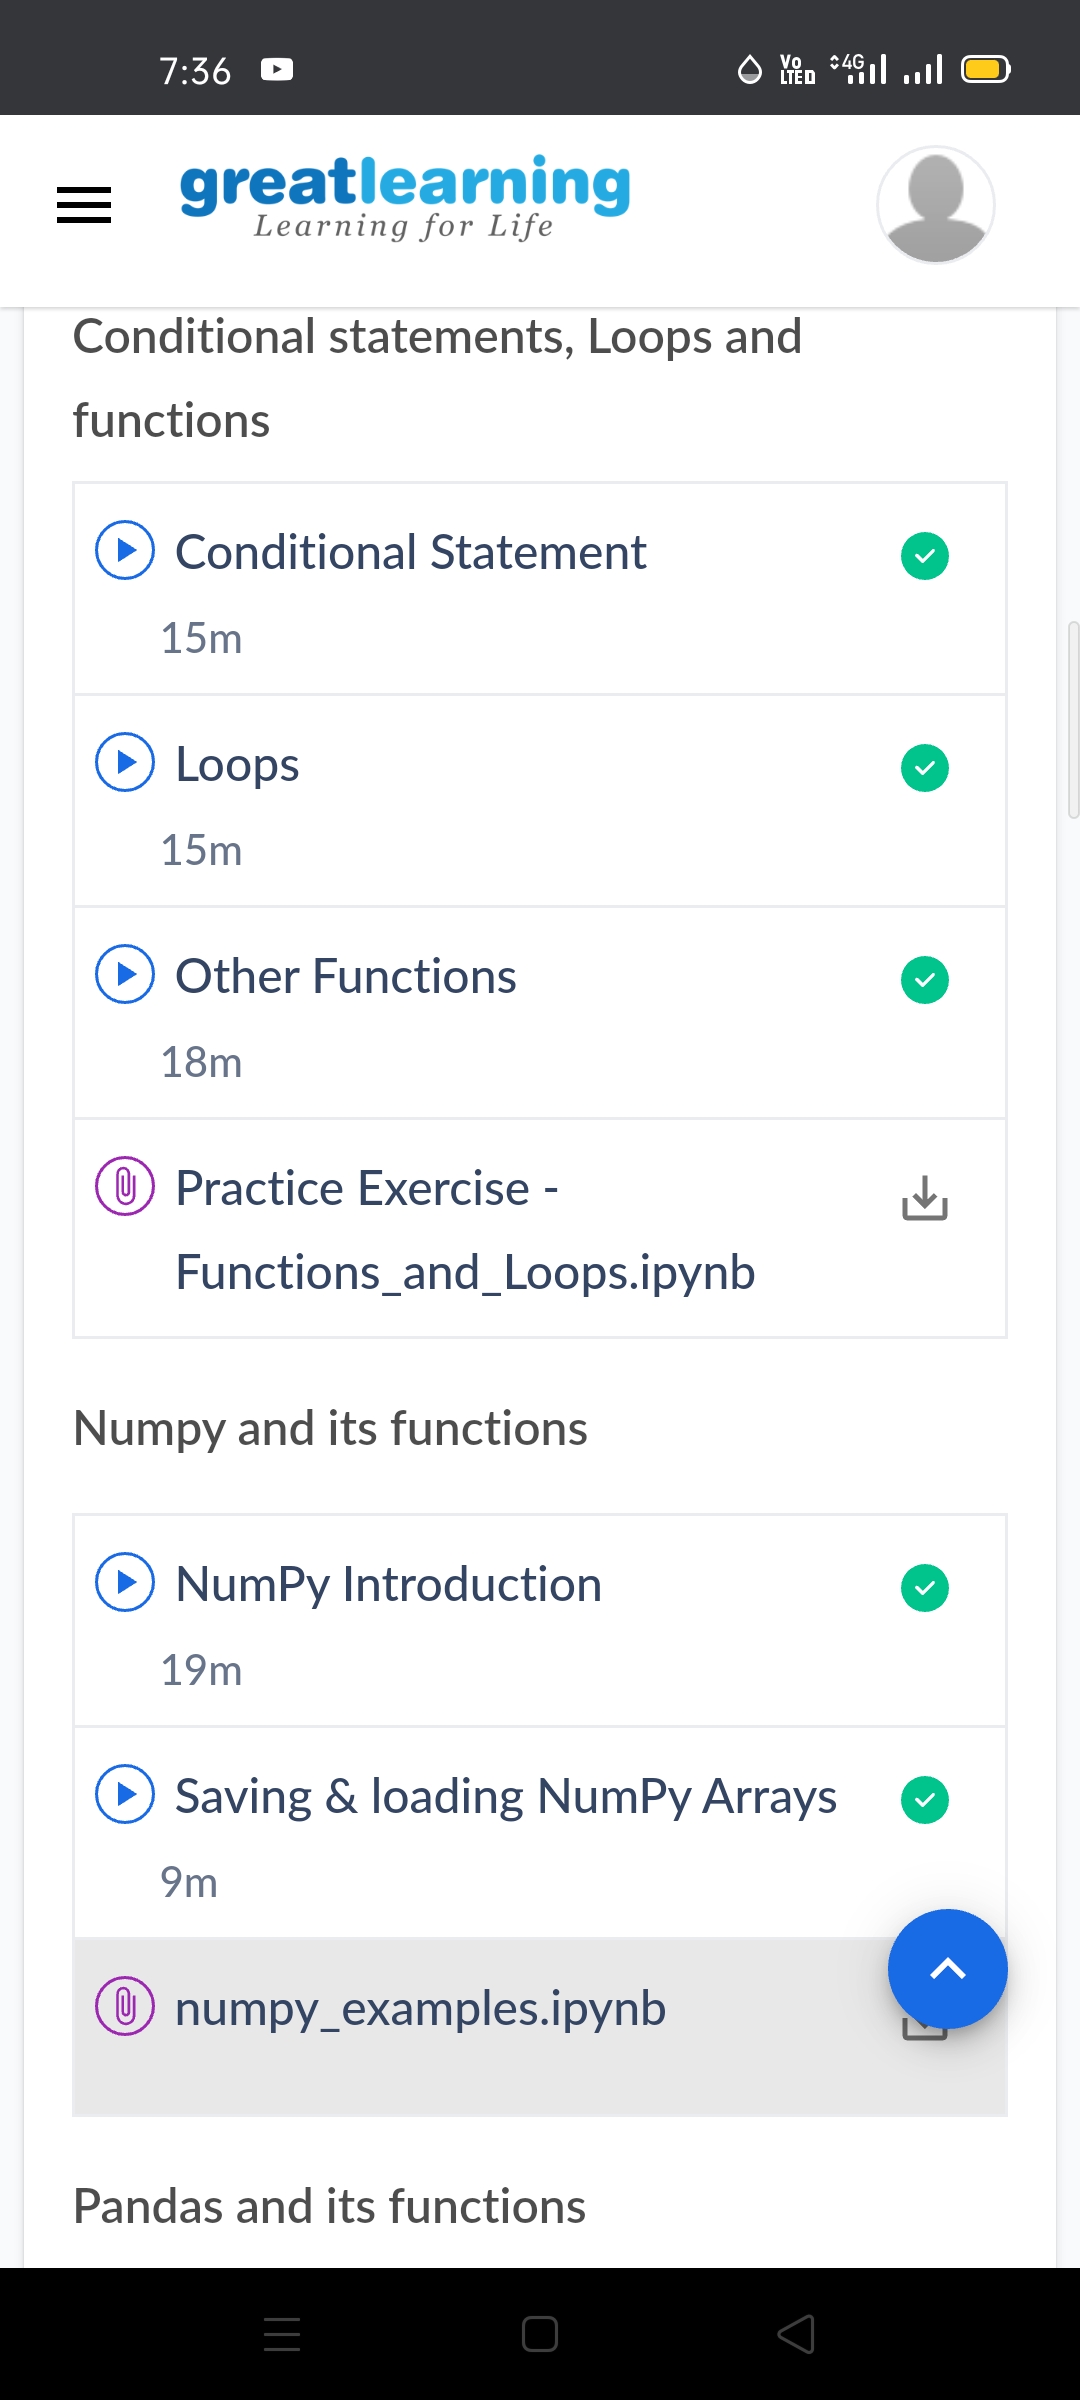 7:36
Vo LTE D 4G
greatlearning
Learning for Life
Conditional statements, Loops and
functions
Conditional Statement
15m
Loops
15m
Other Functions
18m
Practice Exercise -
Functions_and_Loops.ipynb
Numpy and its functions
NumPy Introduction
19m
Saving & loading NumPy Arrays
9m
numpy_examples.ipynb
Pandas and its functions